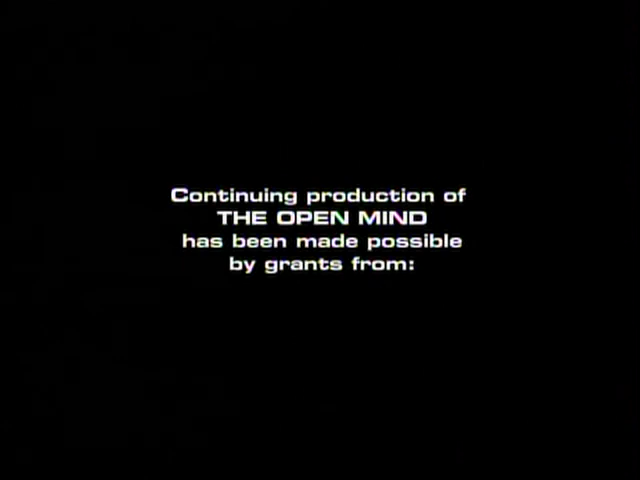 Continuing production of
THE OPEN MIND
has been made possible
by grants from: